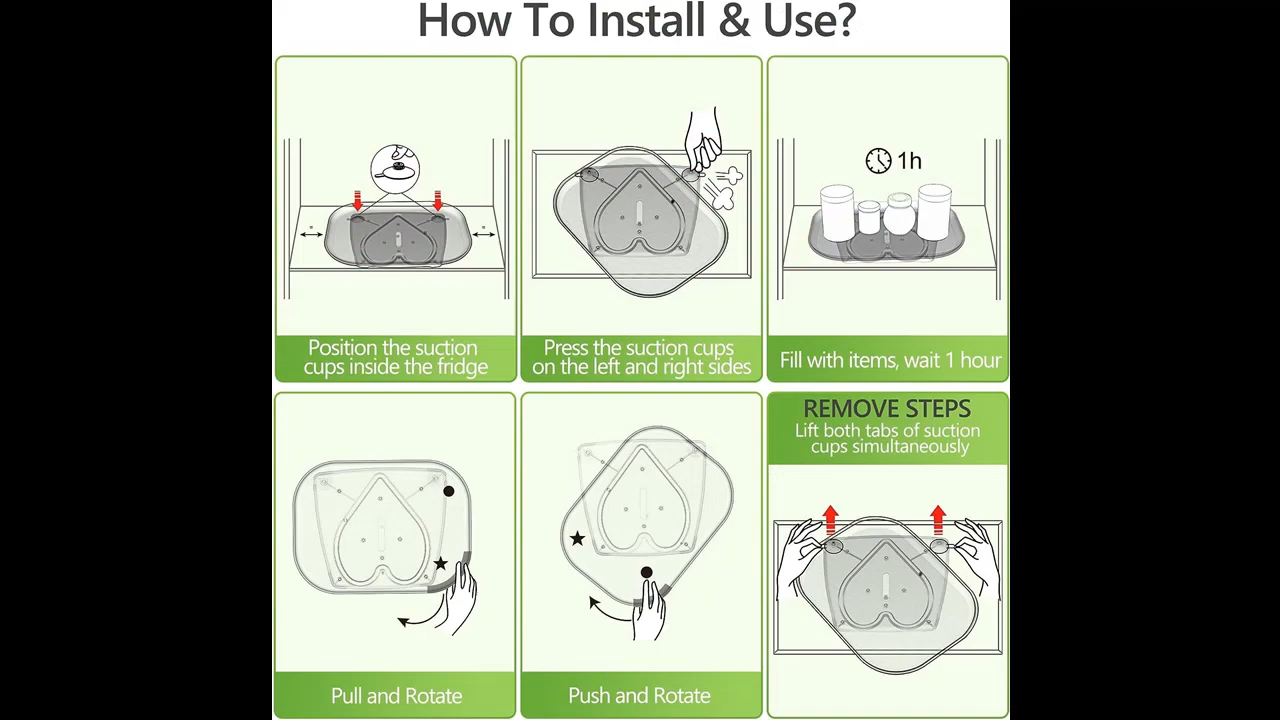 How To Install & Use?
Position the suction
cups inside the fridge
Press the suction cups
on the left and right sides
1h
Fill with items, wait 1 hour
Pull and Rotate
Push and Rotate
REMOVE STEPS
Lift both tabs of suction
cups simultaneously